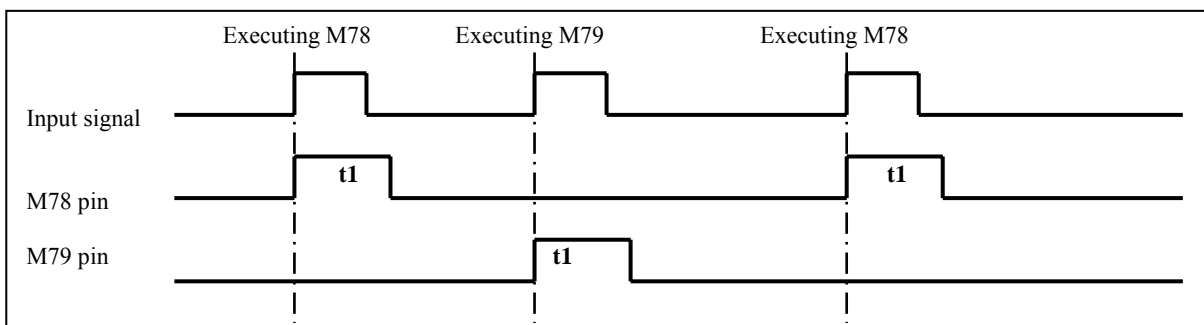 Executing M78 Executing M79 Executing M78
Input signal
t1 t1
M78 pin
M79 pin
t1